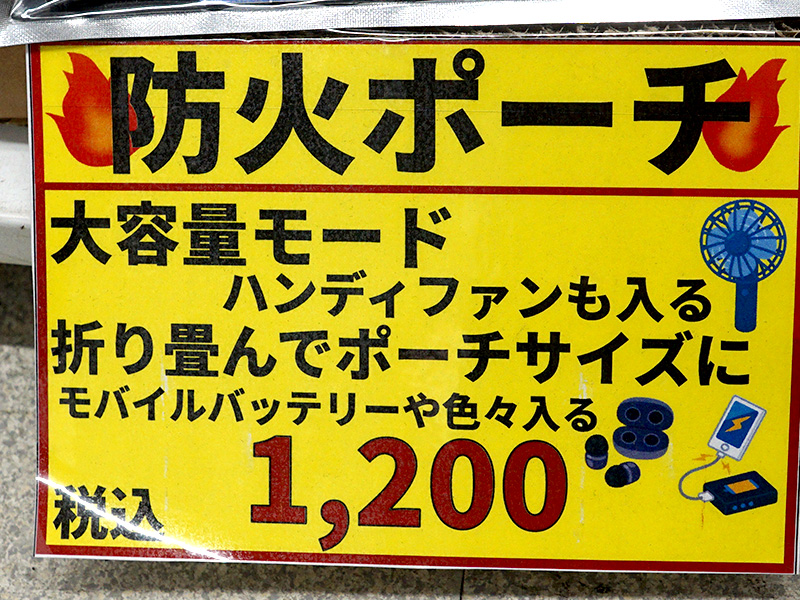 防火ポーチ
大容量モード
ハンディファンも入る
折り畳んでポーチサイズに
モバイルバッテリーや色々入る
税込 1,200